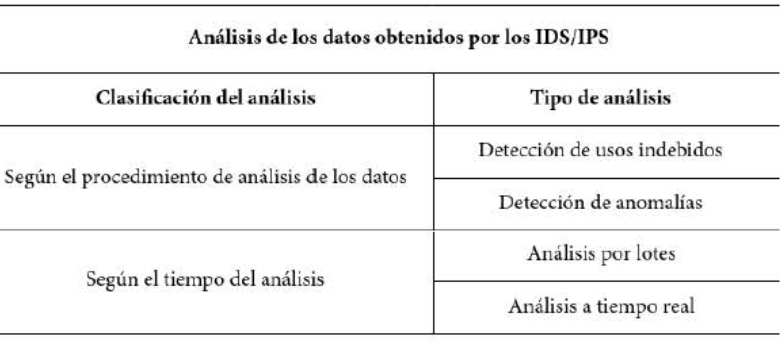 Análisis de los datos obtenidos por los IDS/IPS
Clasificación del análisis
Tipo de análisis
Según el procedimiento de análisis de los datos
Detección de usos indebidos
Detección de anomalías
Según el tiempo del análisis
Análisis por lotes
Análisis a tiempo real